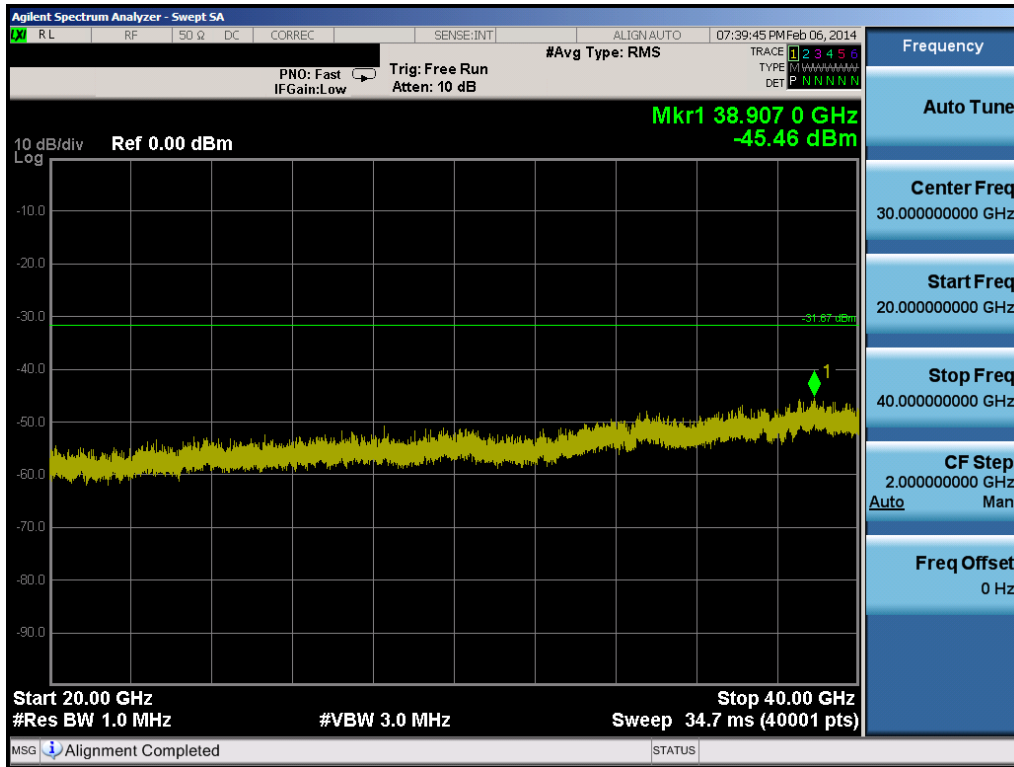 Agilent Spectrum Analyzer - Swept SA
LXI RL RF 50 Ω DC CORREC SENSE:INT ALIGN AUTO 07:39:45 PM Feb 06, 2014
#Avg Type: RMS TRACE 1 2 3 4 5 6
PNO: Fast Trig: Free Run TYPE M W W W W W
IFGain:Low Atten: 10 dB DET P N N N N N
Mkr1 38.907 0 GHz
-45.46 dBm
10 dB/div Ref 0.00 dBm
Log
-10.0
-20.0
-30.0
-31.67 dBm
-40.0
1
-50.0
-60.0
-70.0
-80.0
-90.0
Start 20.00 GHz Stop 40.00 GHz
#Res BW 1.0 MHz #VBW 3.0 MHz Sweep 34.7 ms (40001 pts)
MSG Alignment Completed STATUS
Frequency
Auto Tune
Center Freq
30.000000000 GHz
Start Freq
20.000000000 GHz
Stop Freq
40.000000000 GHz
CF Step
2.000000000 GHz
Auto Man
Freq Offset
0 Hz